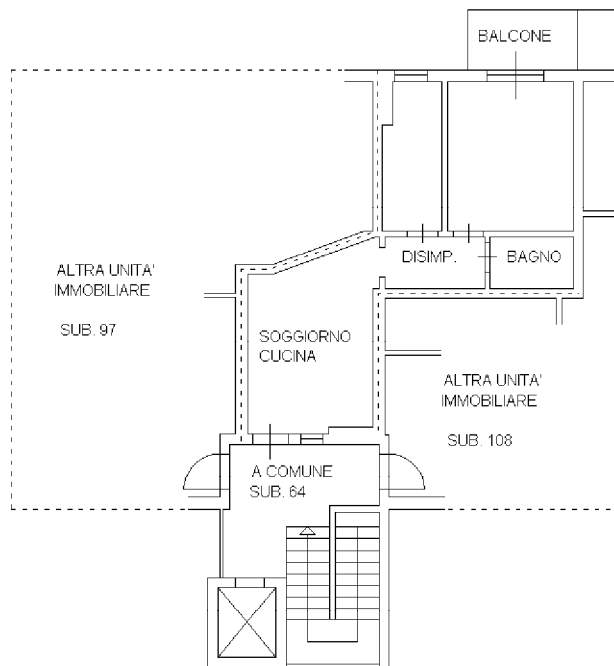 BALCONE
DISIMP.
BAGNO
ALTRA UNITA'
IMMOBILIARE
SUB. 97
SOGGIORNO
CUCINA
ALTRA UNITA'
IMMOBILIARE
SUB. 108
A COMUNE
SUB. 64